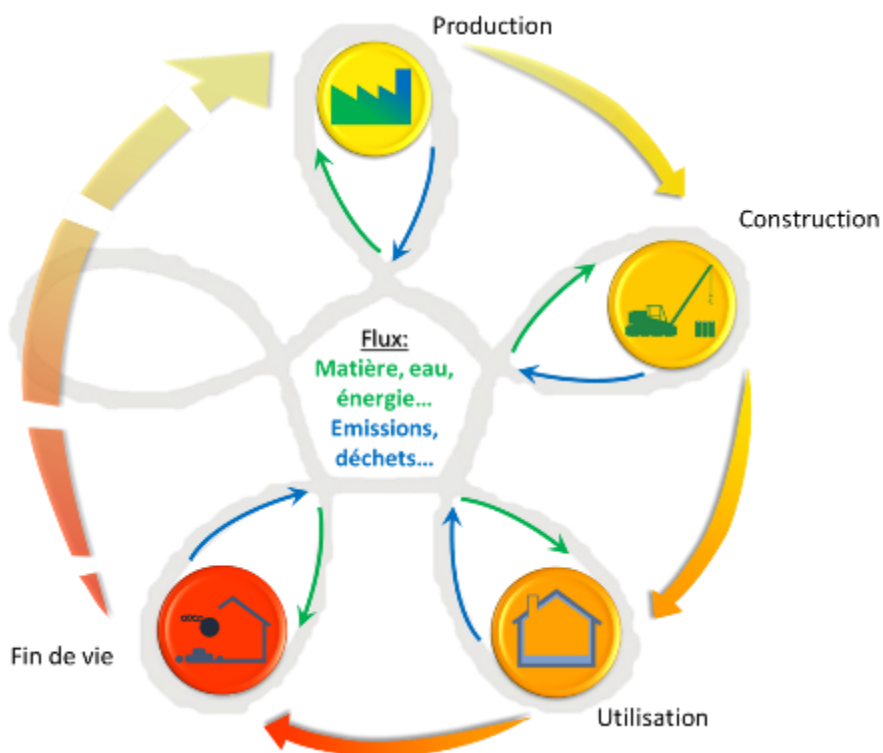 Production
Construction
Flux:
Matière, eau,
énergie...
Emissions,
déchets...
Fin de vie
Utilisation